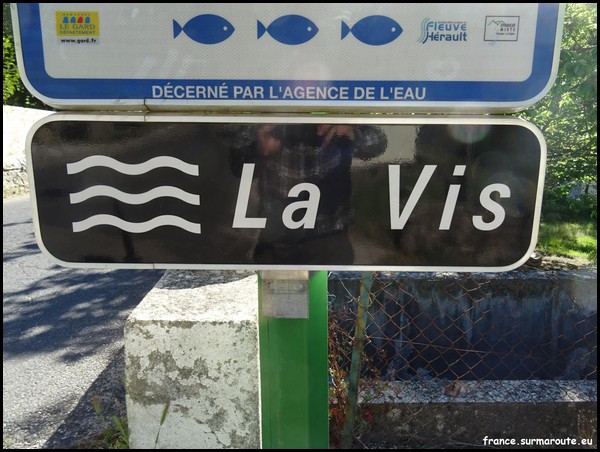 LE GARD
DÉPARTEMENT
www.gard.fr
Fleuve
Hérault
DÉCERNÉ PAR L'AGENCE DE L'EAU
La Vis
france.surmaroute.eu